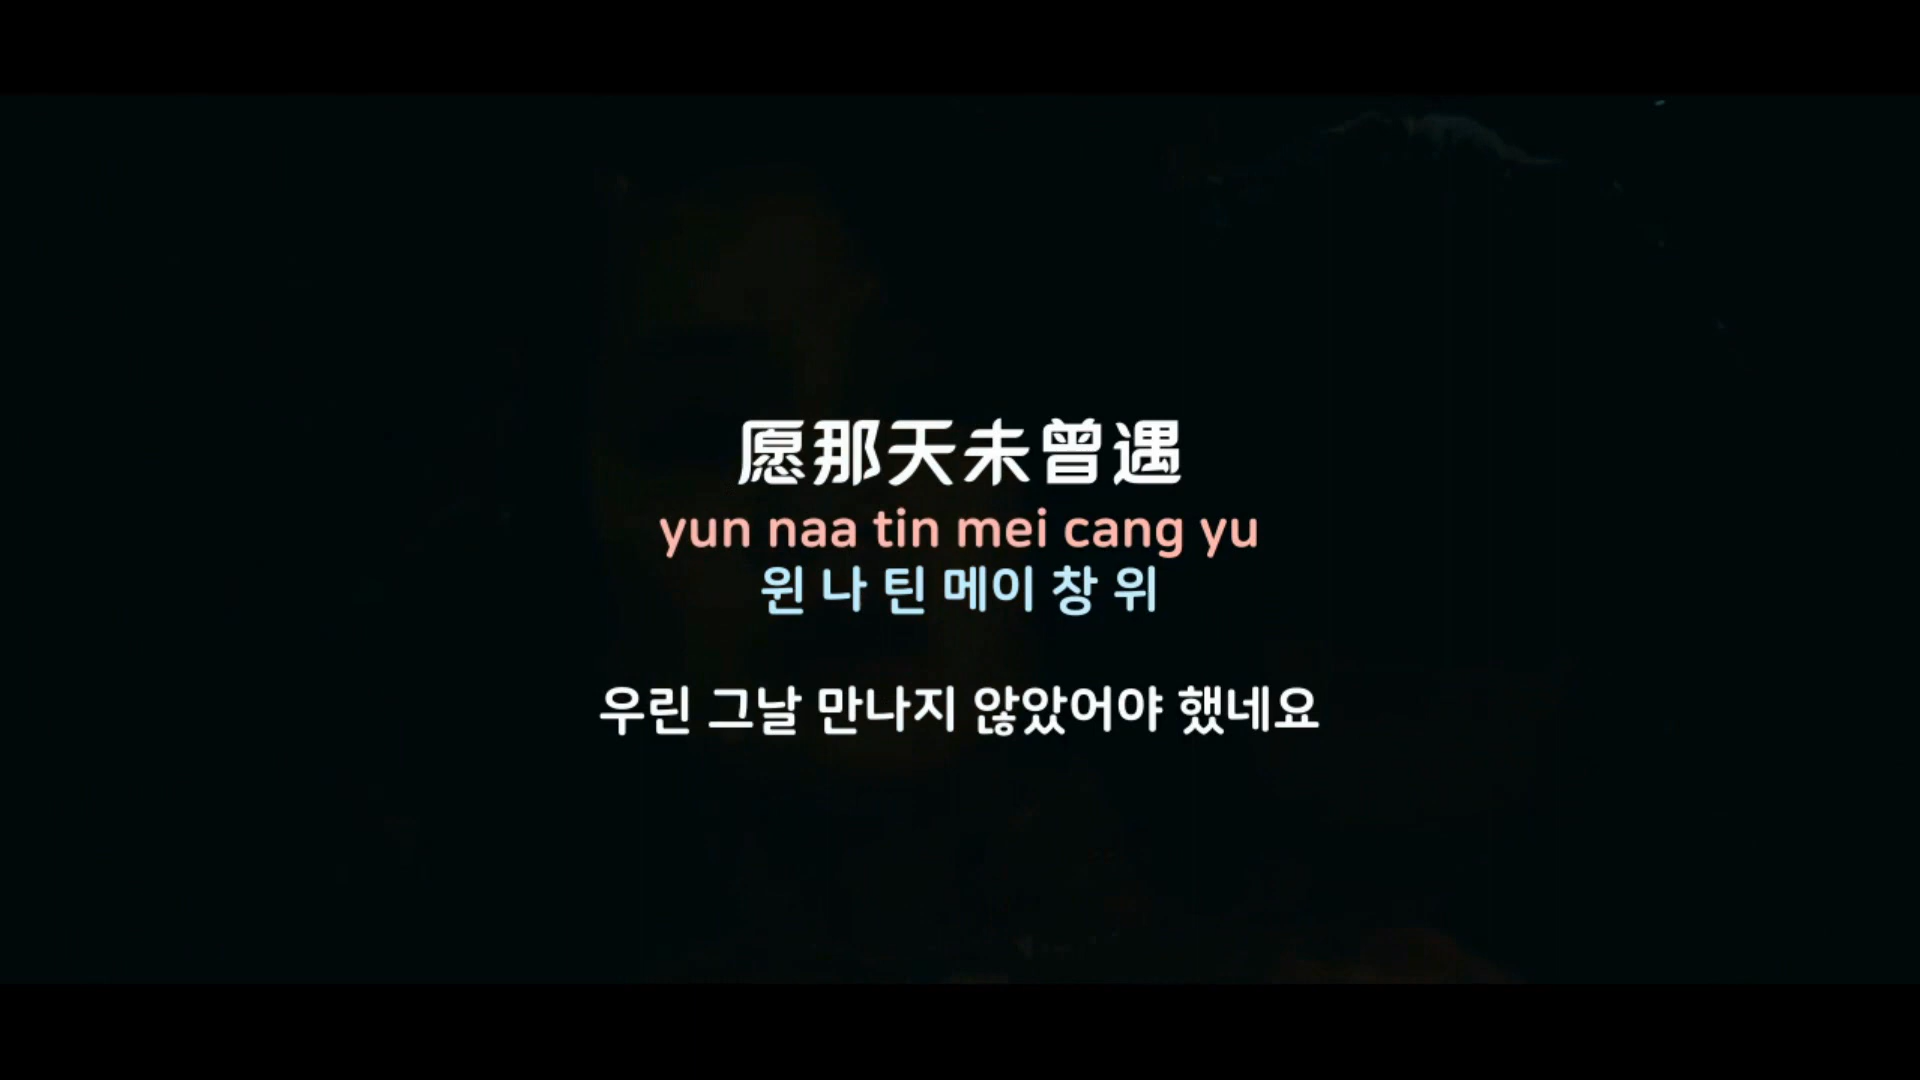 愿那天未曾遇
yun naa tin mei cang yu
윈 나 틴 메이 창 위
우린 그날 만나지 않았어야 했네요